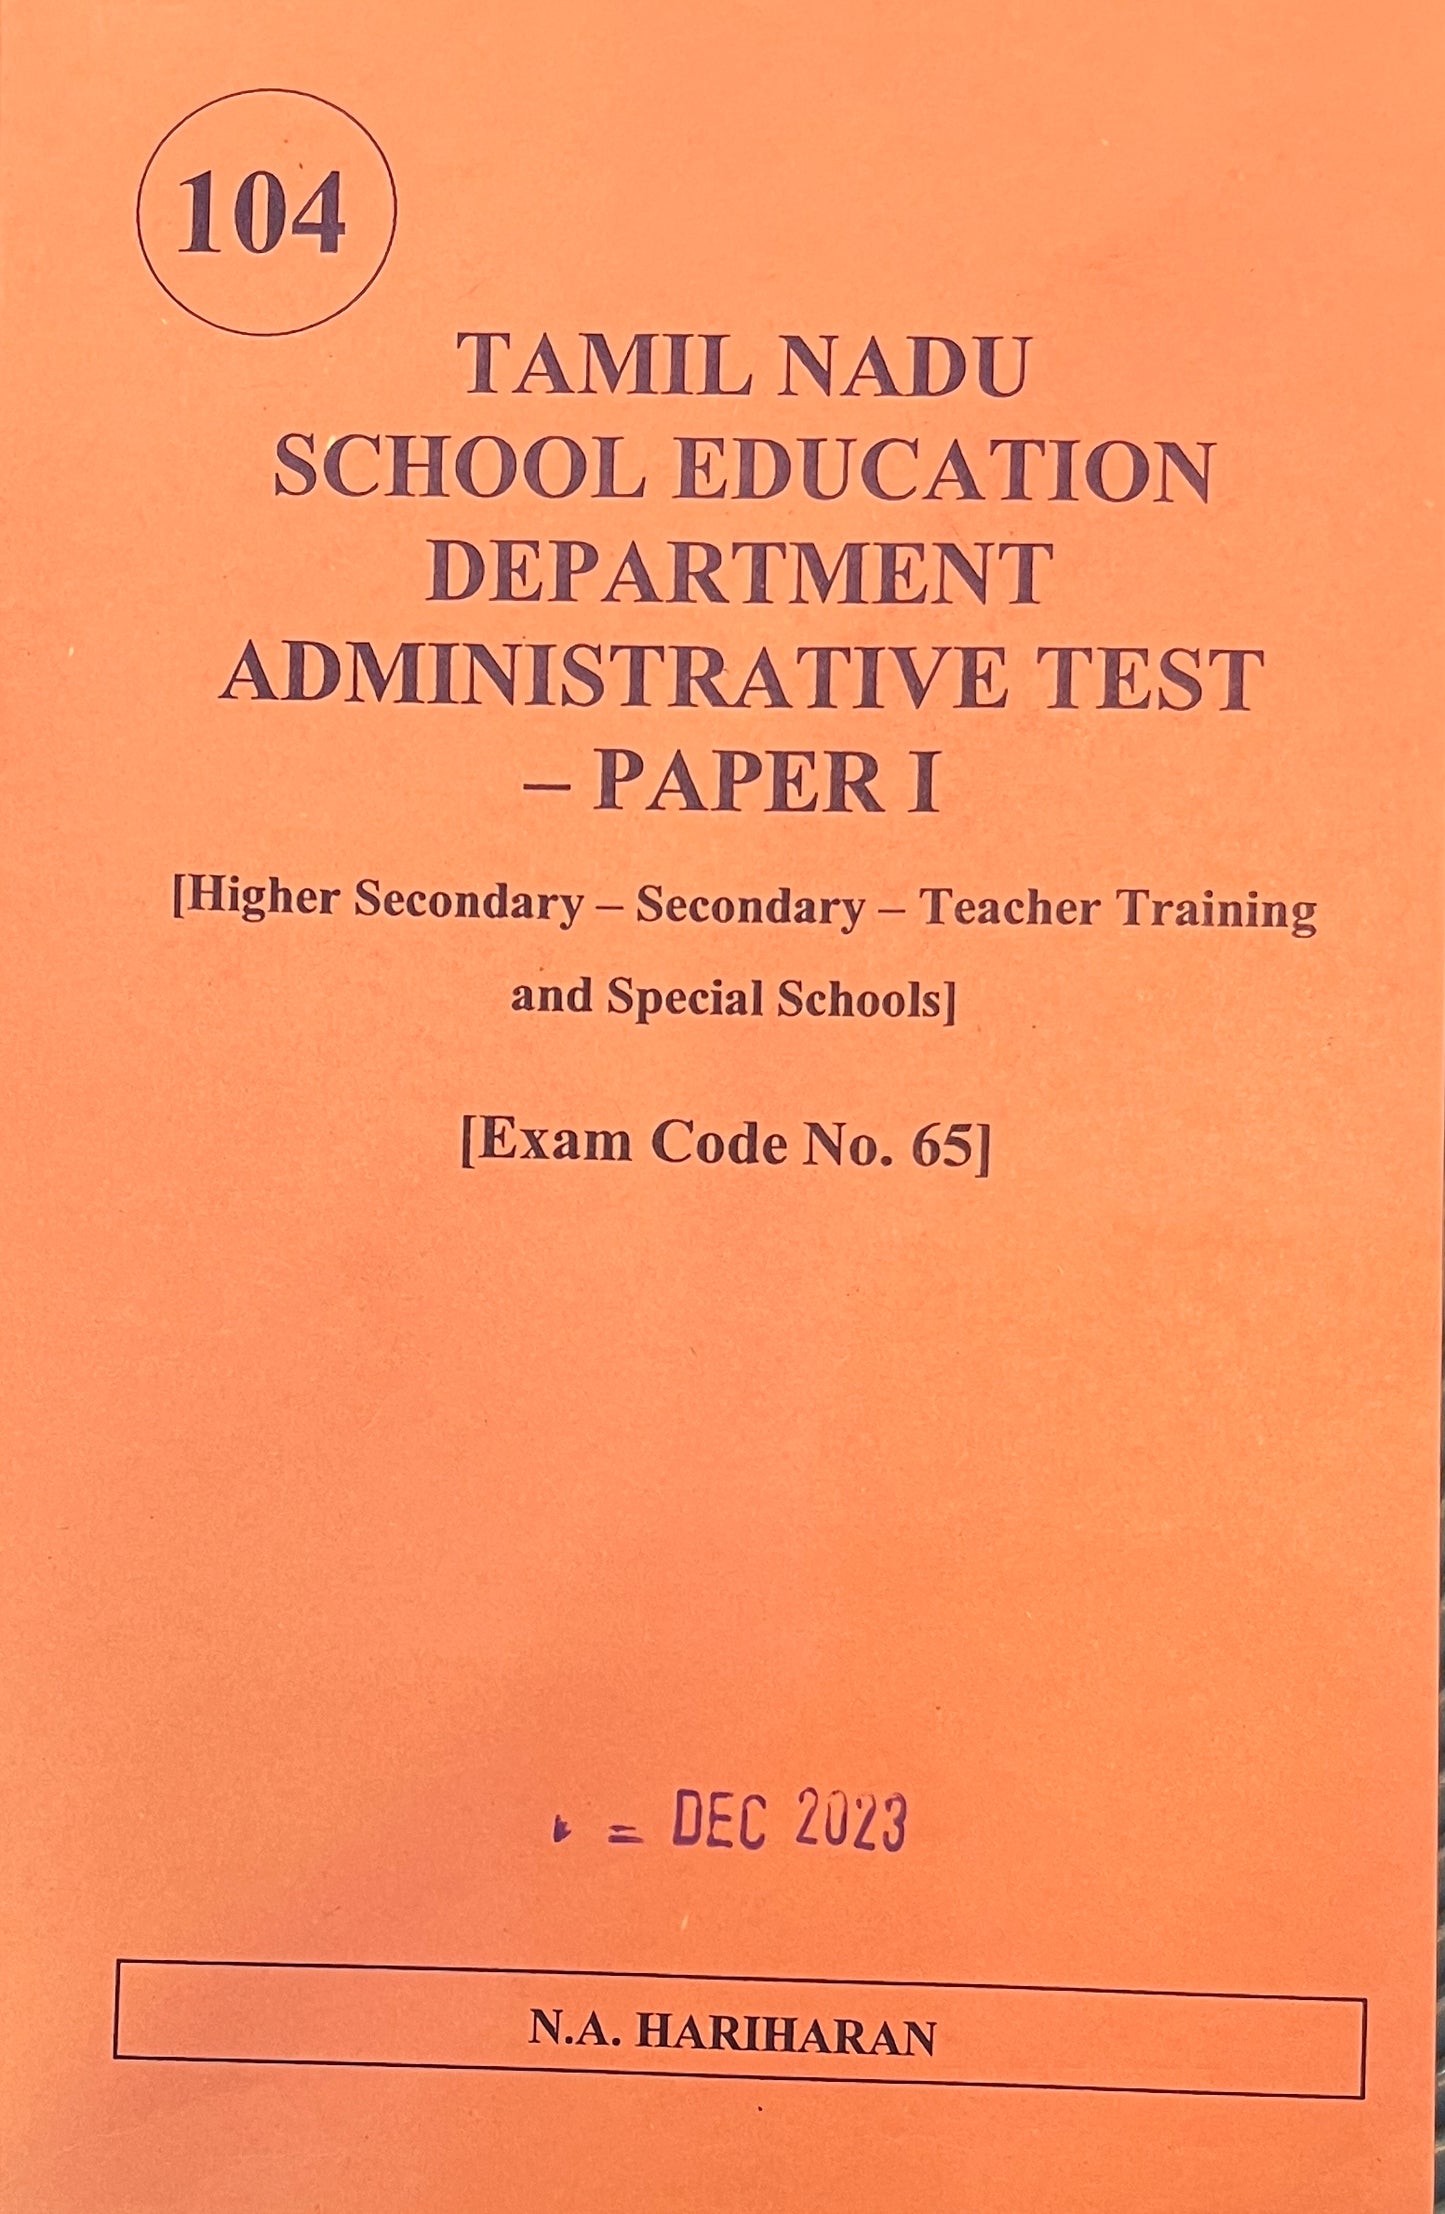 104
TAMIL NADU
SCHOOL EDUCATION
DEPARTMENT
ADMINISTRATIVE TEST
– PAPER I
[Higher Secondary – Secondary – Teacher Training
and Special Schools]
[Exam Code No. 65]
= DEC 2023
N.A. HARIHARAN